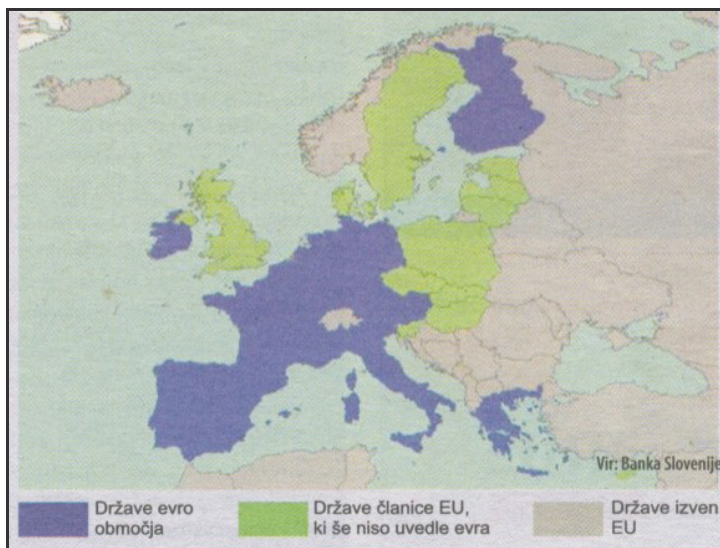 Vir: Banka Slovenije
Države evro
območja
Države članice EU,
ki še niso uvedle evra
Države izven
EU